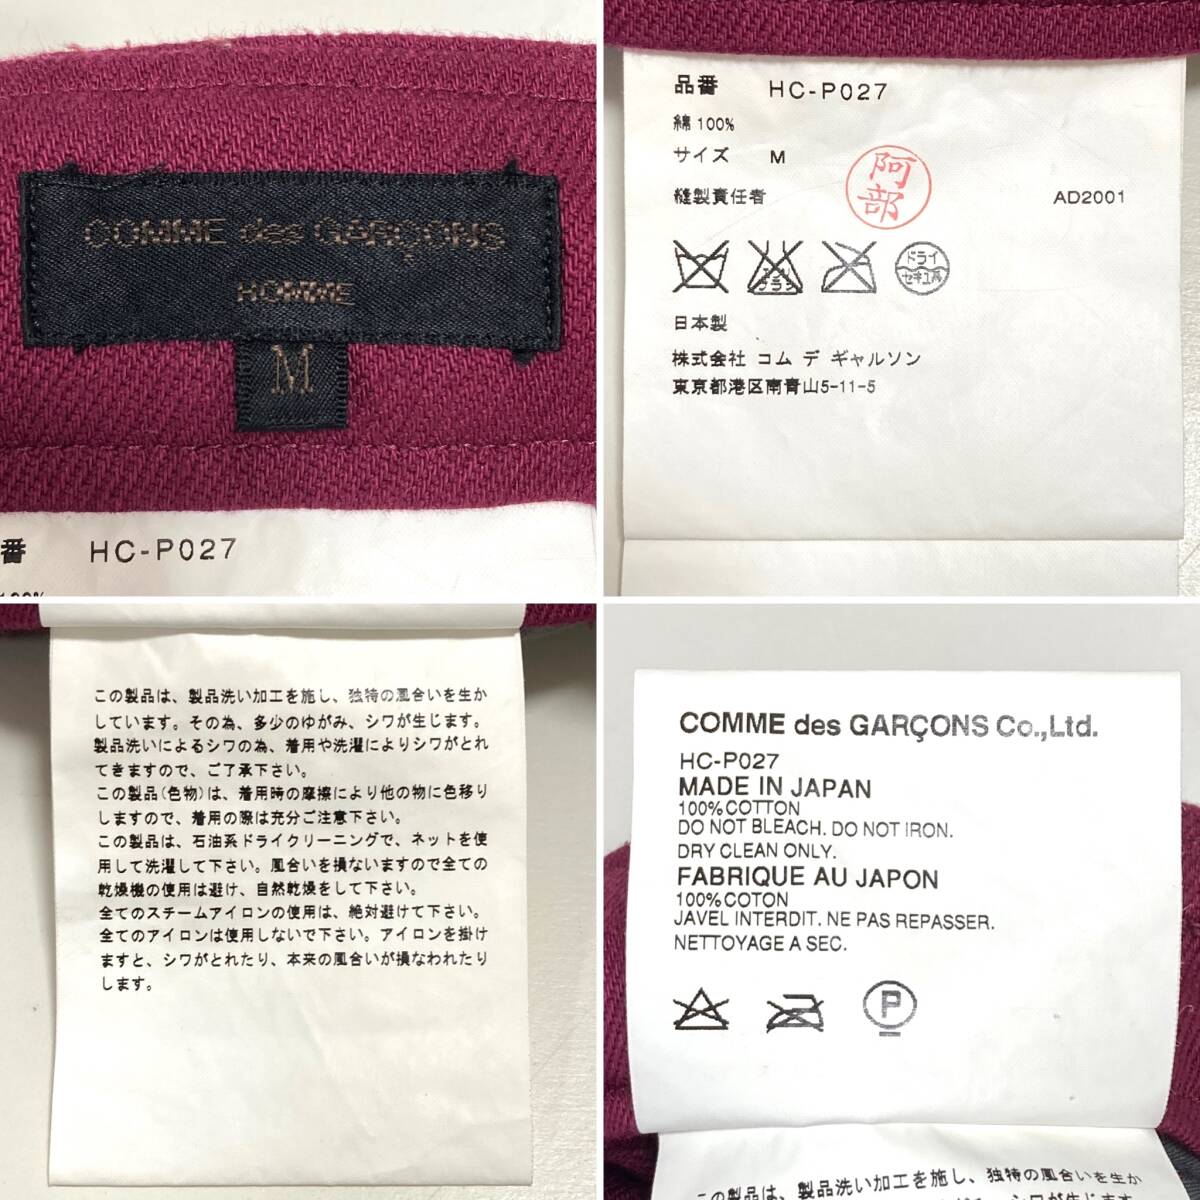 COMME des GARÇONS
HOMME
M
番 HC-P027
品番 HC-P027
綿100%
サイズ M
縫製責任者 阿部 AD2001
エンソ
サラシ
ドライ
セキユ系
日本製
株式会社 コム デ ギャルソン
東京都港区南青山5-11-5
この製品は、製品洗い加工を施し、独特の風合いを生か
しています。その為、多少のゆがみ、シワが生じます。
製品洗いによるシワの為、着用や洗濯によりシワがとれ
てきますので、ご了承下さい。
この製品(色物)は、着用時の摩擦により他の物に色移り
しますので、着用の際は充分ご注意下さい。
この製品は、石油系ドライクリーニングで、ネットを使
用して洗濯して下さい。風合いを損ないますので全ての
乾燥機の使用は避け、自然乾燥をして下さい。
全てのスチームアイロンの使用は、絶対避けて下さい。
全てのアイロンは使用しないで下さい。アイロンを掛け
ますと、シワがとれたり、本来の風合いが損なわれたり
します。
COMME des GARÇONS Co.,Ltd.
HC-P027
MADE IN JAPAN
100% COTTON
DO NOT BLEACH. DO NOT IRON.
DRY CLEAN ONLY.
FABRIQUE AU JAPON
100% COTON
JAVEL INTERDIT. NE PAS REPASSER.
NETTOYAGE A SEC.
P
この製品は、製品洗い加工を施し、独特の風合いを生か